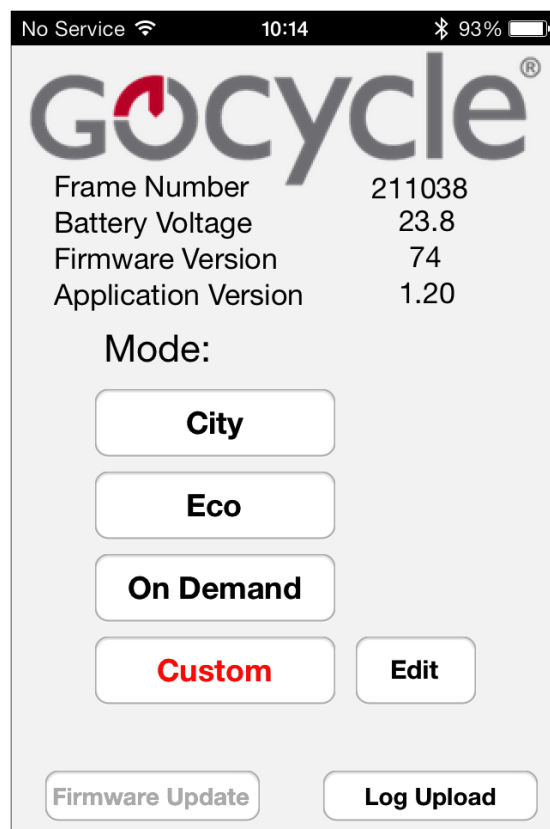 No Service 10:14 93%
GOcycle®
Frame Number 211038
Battery Voltage 23.8
Firmware Version 74
Application Version 1.20
Mode:
City
Eco
On Demand
Custom Edit
Firmware Update Log Upload